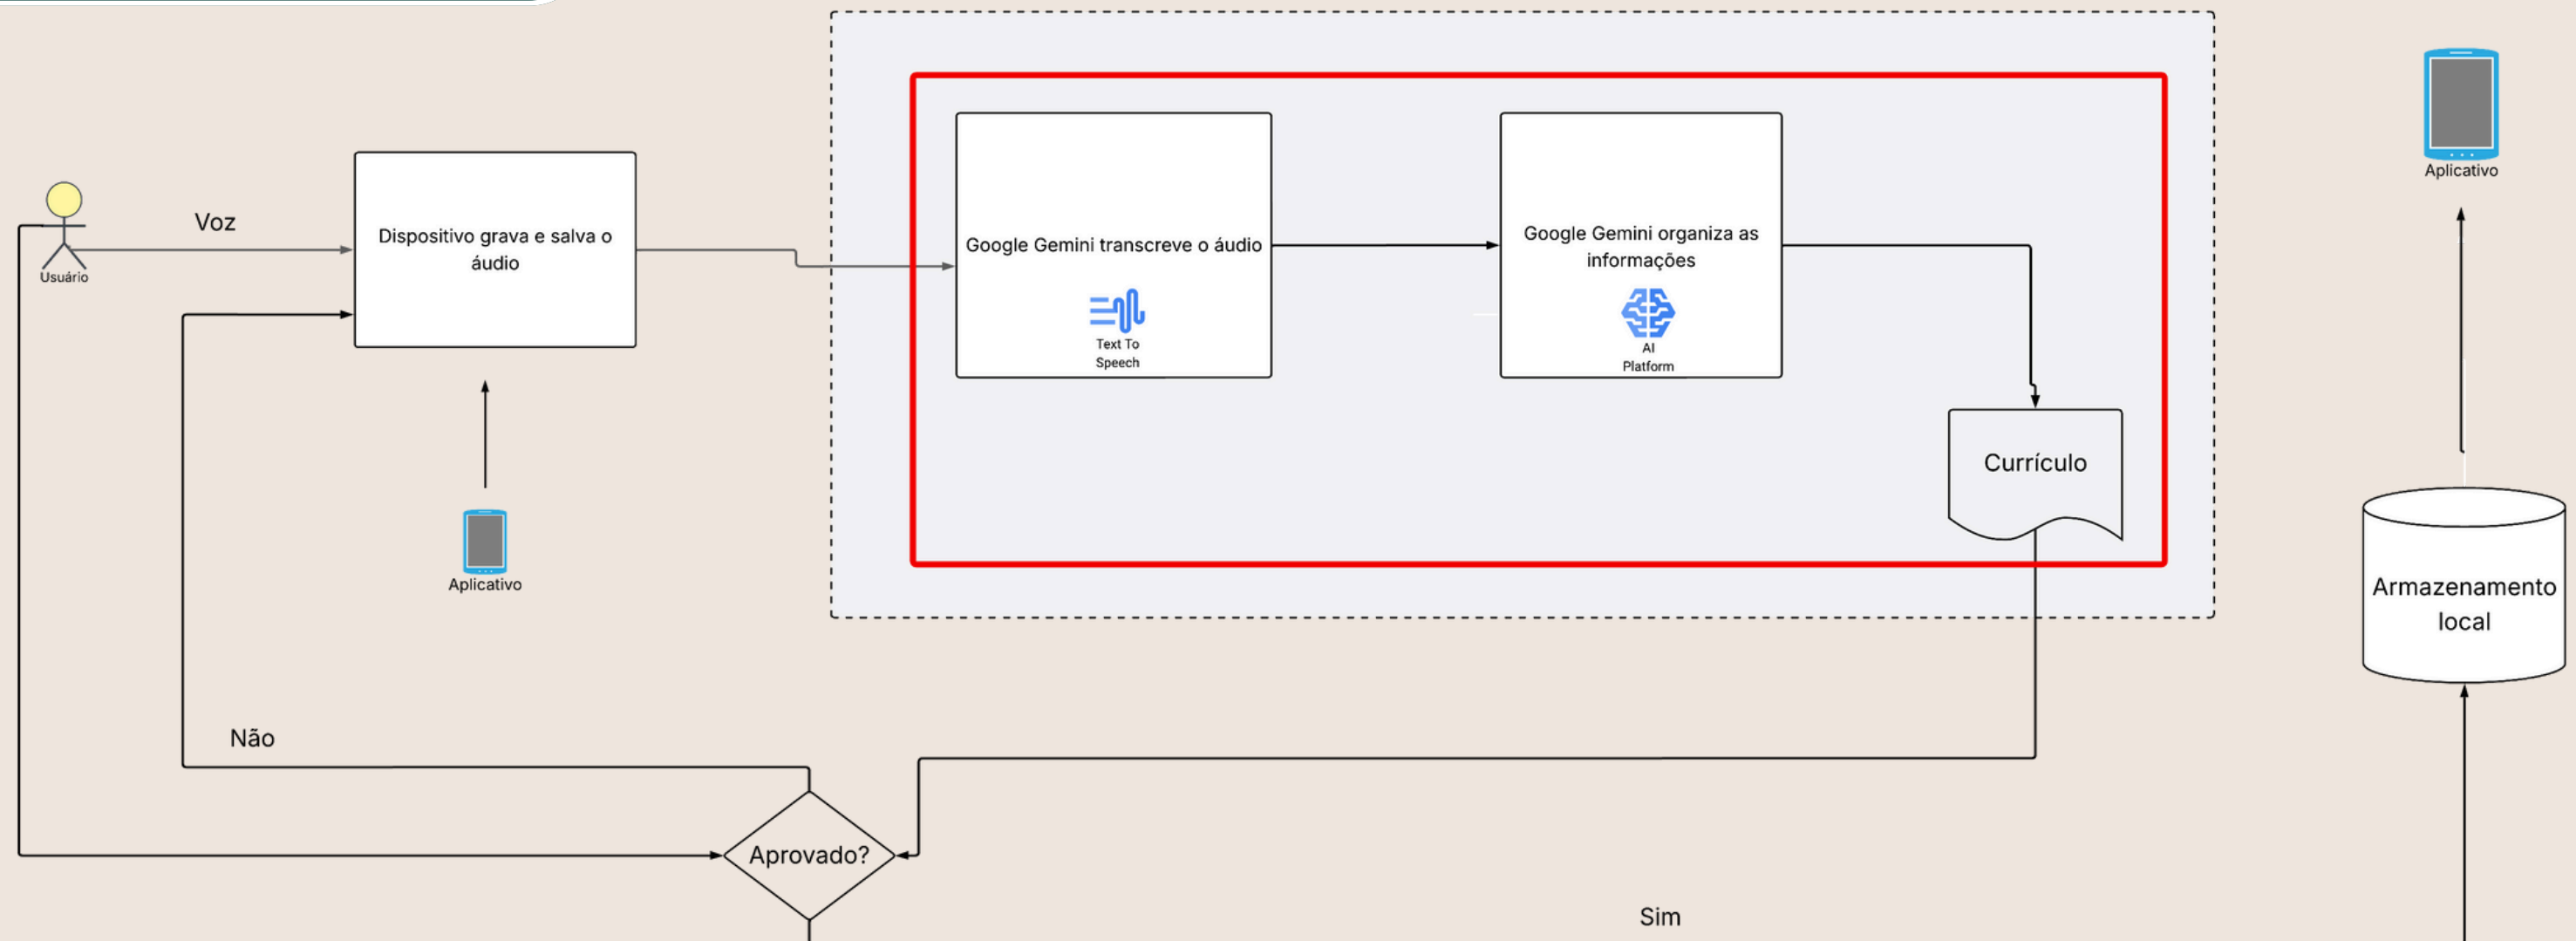 Aplicativo
Usuário
Voz
Dispositivo grava e salva o
áudio
Google Gemini transcreve o áudio
Text To
Speech
Google Gemini organiza as
informações
AI
Platform
Currículo
Aplicativo
Armazenamento
local
Não
Aprovado?
Sim